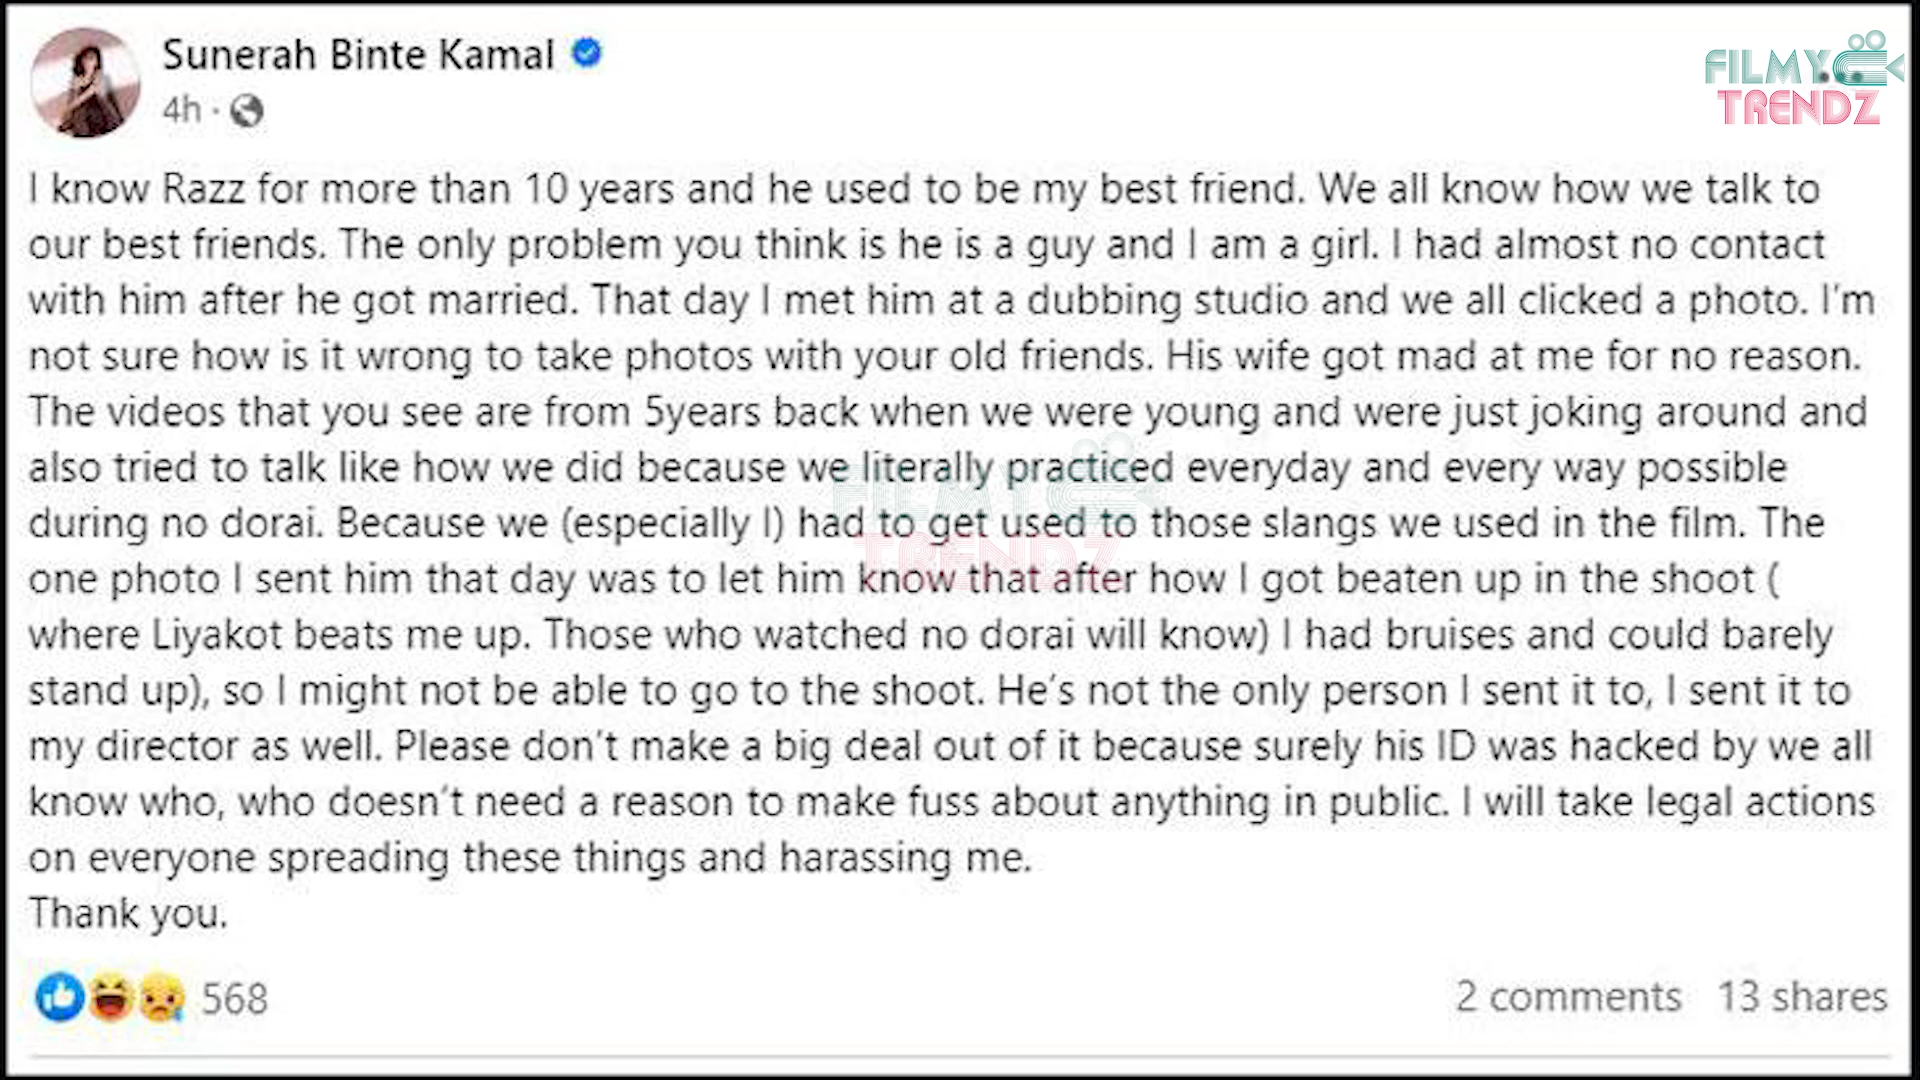 Sunerah Binte Kamal
4h ·
FILMY
TRENDZ
I know Razz for more than 10 years and he used to be my best friend. We all know how we talk to
our best friends. The only problem you think is he is a guy and I am a girl. I had almost no contact
with him after he got married. That day I met him at a dubbing studio and we all clicked a photo. I'm
not sure how is it wrong to take photos with your old friends. His wife got mad at me for no reason.
The videos that you see are from 5years back when we were young and were just joking around and
also tried to talk like how we did because we literally practiced everyday and every way possible
during no dorai. Because we (especially I) had to get used to those slangs we used in the film. The
one photo I sent him that day was to let him know that after how I got beaten up in the shoot (
where Liyakot beats me up. Those who watched no dorai will know) I had bruises and could barely
stand up), so I might not be able to go to the shoot. He's not the only person I sent it to, I sent it to
my director as well. Please don't make a big deal out of it because surely his ID was hacked by we all
know who, who doesn't need a reason to make fuss about anything in public. I will take legal actions
on everyone spreading these things and harassing me.
Thank you.
FILMY
TRENDZ
568
2 comments 13 shares